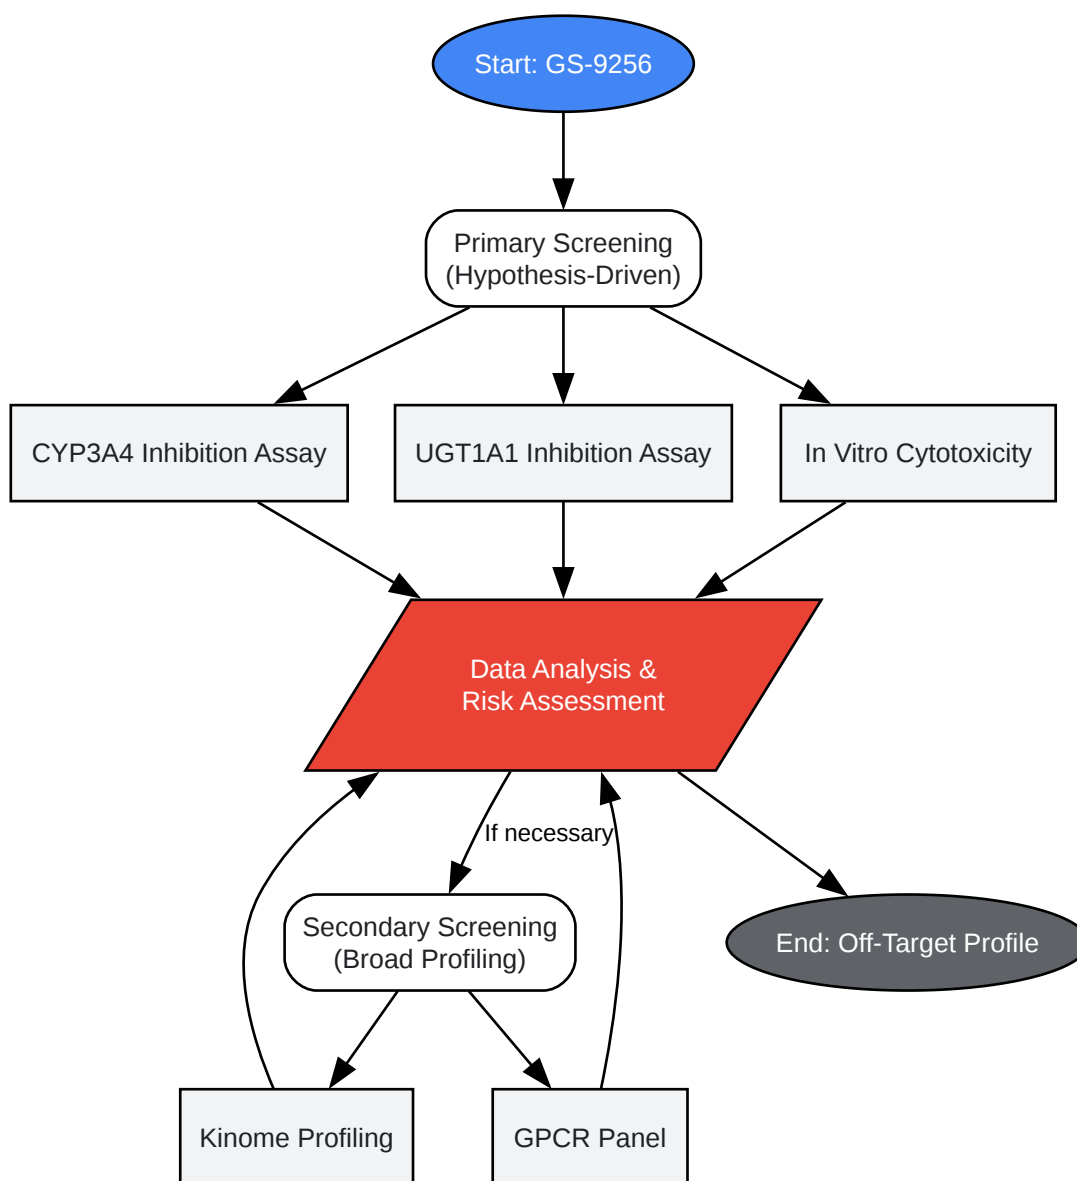 Start: GS-9256
Primary Screening
(Hypothesis-Driven)
CYP3A4 Inhibition Assay
UGT1A1 Inhibition Assay
In Vitro Cytotoxicity
Data Analysis &
Risk Assessment
If necessary
Secondary Screening
(Broad Profiling)
End: Off-Target Profile
Kinome Profiling
GPCR Panel